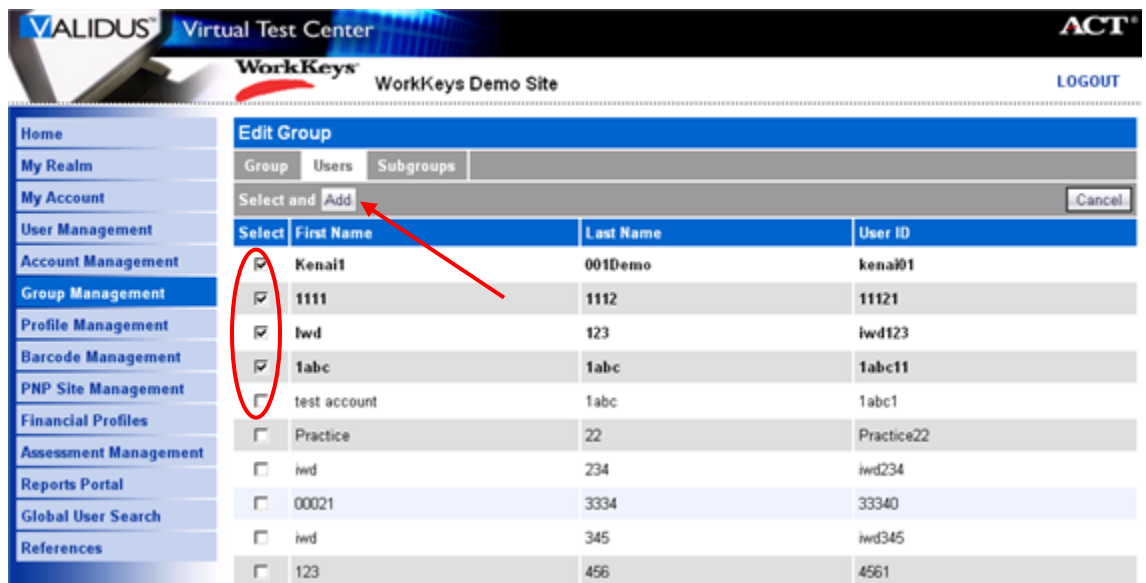 VALIDUS™ Virtual Test Center ACT®
WorkKeys® WorkKeys Demo Site LOGOUT
Home
My Realm
My Account
User Management
Account Management
Group Management
Profile Management
Barcode Management
PNP Site Management
Financial Profiles
Assessment Management
Reports Portal
Global User Search
References
Edit Group
Group Users Subgroups
Select and Add Cancel
Select First Name Last Name User ID
Kenai1 001Demo kenai01
1111 1112 11121
Iwd 123 iwd123
1abc 1abc 1abc11
test account 1abc 1abc1
Practice 22 Practice22
iwd 234 iwd234
00021 3334 33340
iwd 345 iwd345
123 456 4561